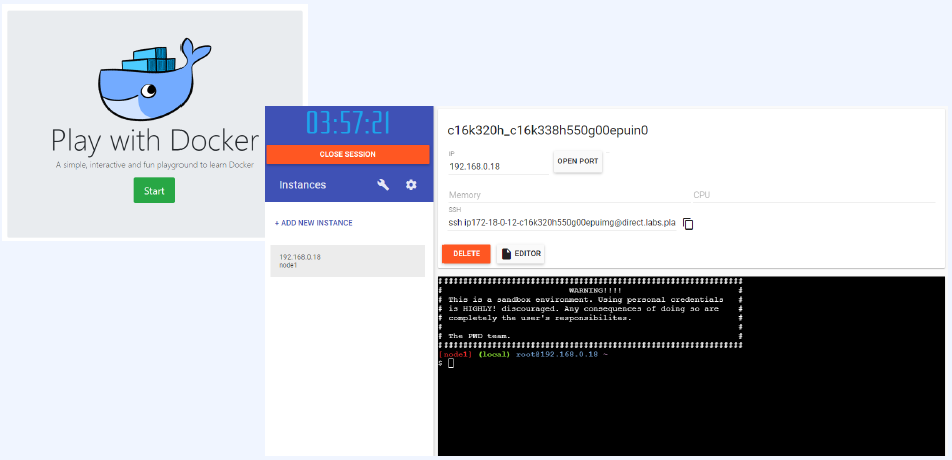 Play with Docker
A simple, interactive and fun playground to learn Docker
Start
03:57:21
CLOSE SESSION
Instances
+ ADD NEW INSTANCE
192.168.0.18
node1
c16k320h_c16k338h550g00epuin0
IP
192.168.0.18
OPEN PORT
Memory
CPU
SSH
ssh ip172-18-0-12-c16k320h550g00epuimg@direct.labs.pla
DELETE
EDITOR
###############################################################
# WARNING!!!! #
# This is a sandbox environment. Using personal credentials #
# is HIGHLY! discouraged. Any consequences of doing so are #
# completely the user's responsibilites. #
# #
# The PWD team. #
###############################################################
[node1] (local) root@192.168.0.18 ~
$